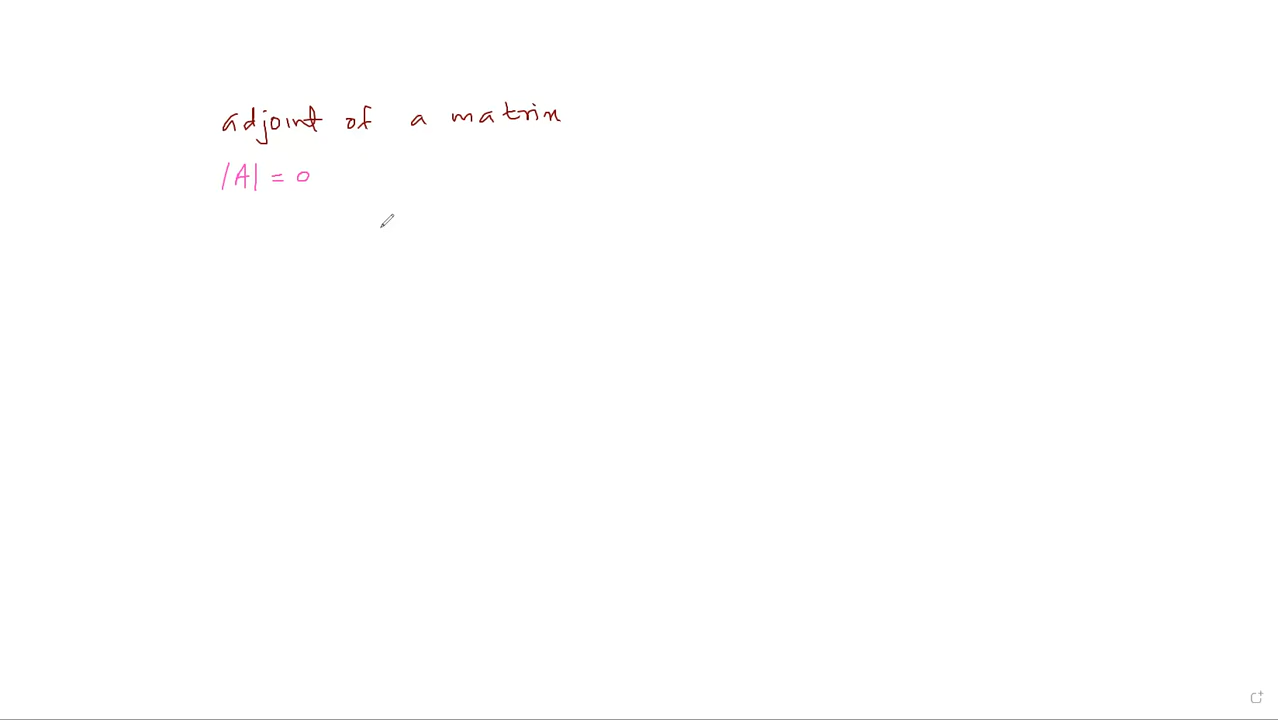 adjoint of a matrix
|A| = 0